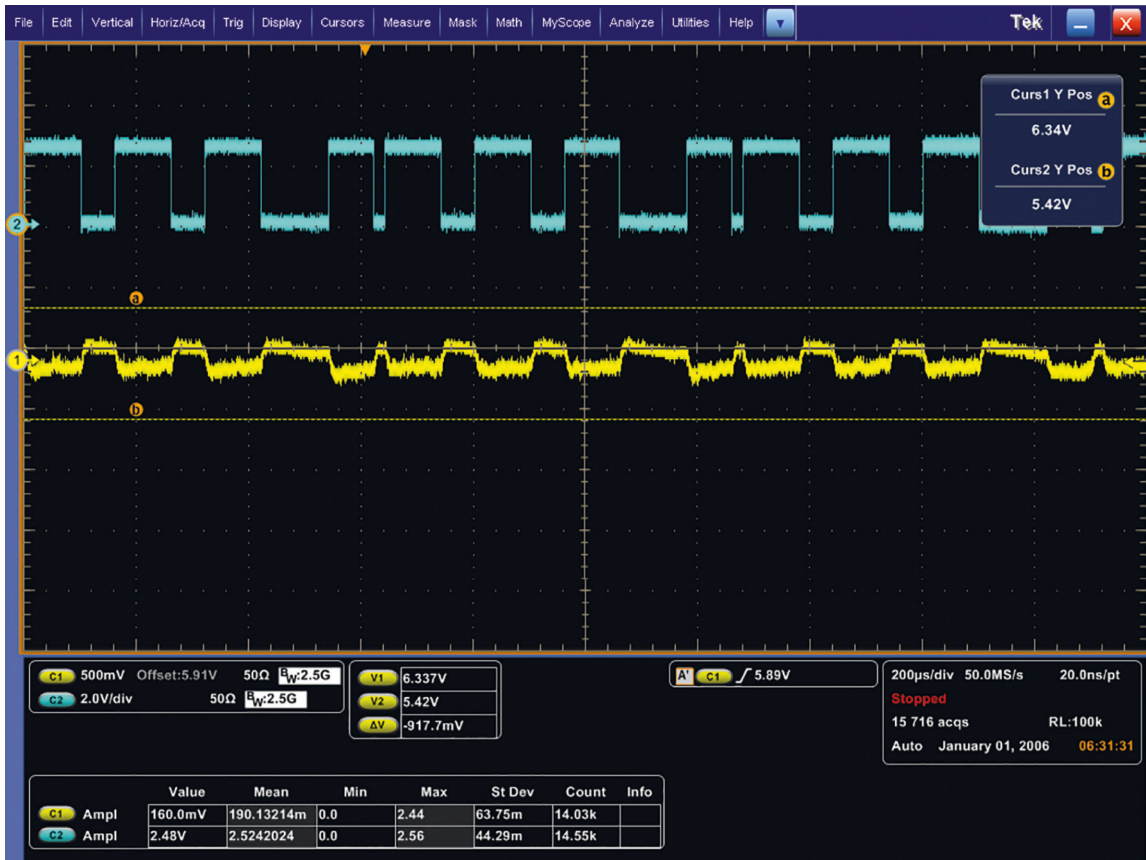 File Edit Vertical Horiz/Acq Trig Display Cursors Measure Mask Math MyScope Analyze Utilities Help ▼ Tek X
Curs1 Y Pos a
6.34V
Curs2 Y Pos b
5.42V
2
a
1
b
C1 500mV Offset:5.91V 50Ω BW:2.5G
C2 2.0V/div 50Ω BW:2.5G
V1 6.337V
V2 5.42V
ΔV -917.7mV
A' C1 5.89V
200µs/div 50.0MS/s 20.0ns/pt
Stopped
15 716 acqs RL:100k
Auto January 01, 2006 06:31:31
Value Mean Min Max St Dev Count Info
C1 Ampl 160.0mV 190.13214m 0.0 2.44 63.75m 14.03k
C2 Ampl 2.48V 2.5242024 0.0 2.56 44.29m 14.55k